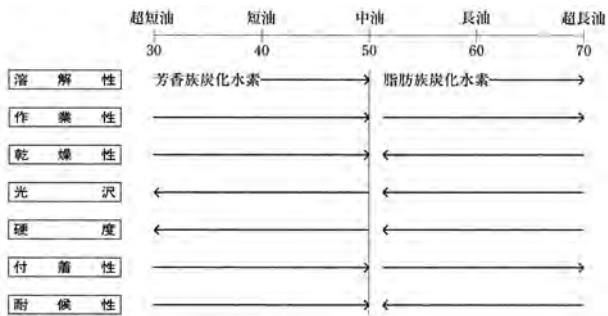 超短油 短油 中油 長油 超長油
30 40 50 60 70
溶解性 芳香族炭化水素 脂肪族炭化水素
作業性
乾燥性
光沢
硬度
付着性
耐候性